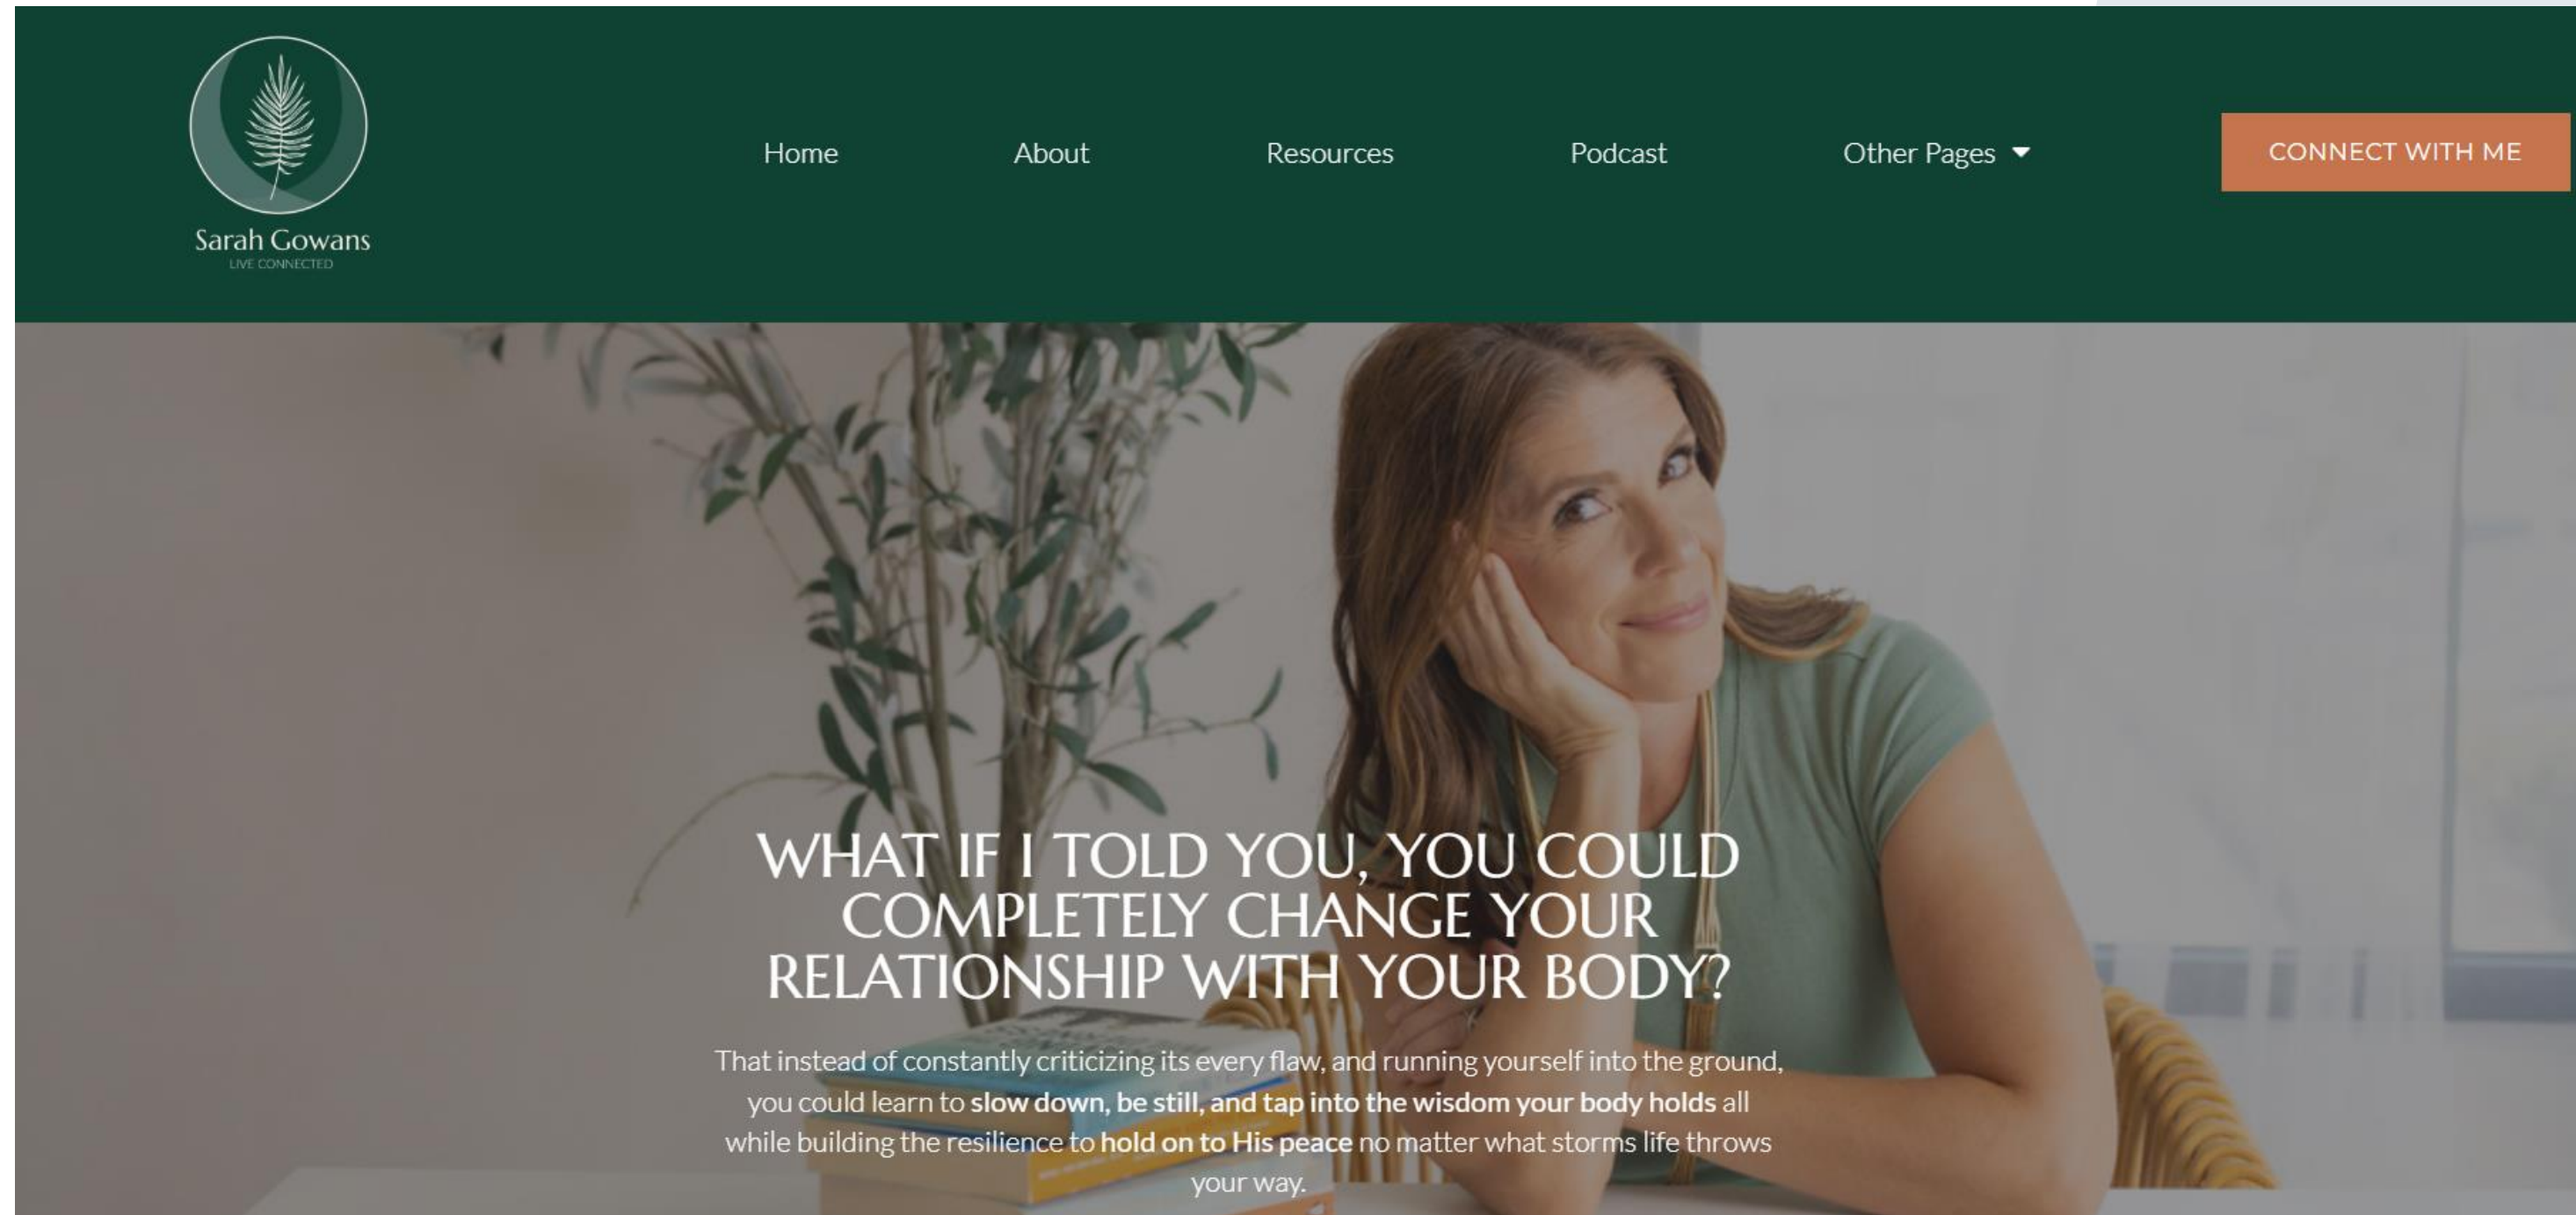 Sarah Gowans
LIVE CONNECTED
Home
About
Resources
Podcast
Other Pages
CONNECT WITH ME
WHAT IF I TOLD YOU, YOU COULD
COMPLETELY CHANGE YOUR
RELATIONSHIP WITH YOUR BODY?
That instead of constantly criticizing its every flaw, and running yourself into the ground,
you could learn to slow down, be still, and tap into the wisdom your body holds all
while building the resilience to hold on to His peace no matter what storms life throws
your way.